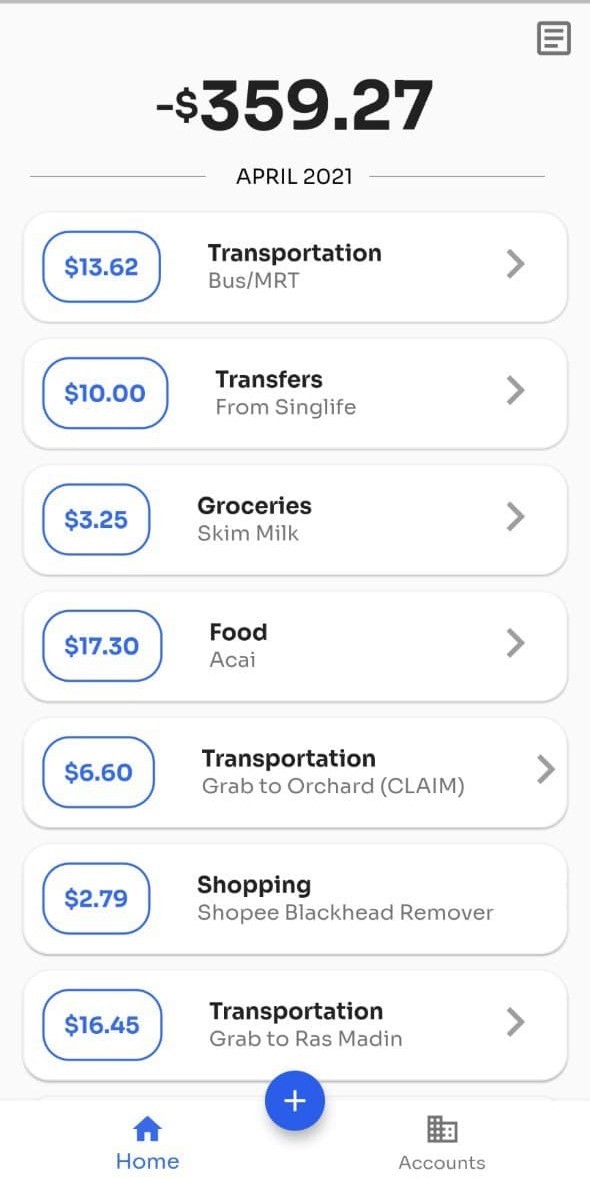 -$359.27
APRIL 2021
$13.62
Transportation
Bus/MRT
$10.00
Transfers
From Singlife
$3.25
Groceries
Skim Milk
$17.30
Food
Acai
$6.60
Transportation
Grab to Orchard (CLAIM)
$2.79
Shopping
Shopee Blackhead Remover
$16.45
Transportation
Grab to Ras Madin
Home
Accounts